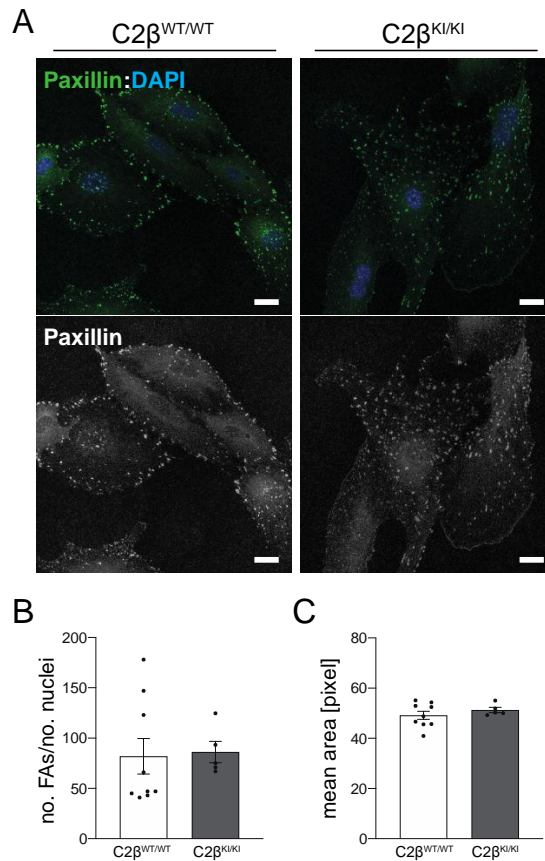 A
C2β^WT/WT
C2β^KI/KI
Paxillin:DAPI
Paxillin
B
C
no. FAs/no. nuclei
200
150
100
50
0
C2β^WT/WT
C2β^KI/KI
mean area [pixel]
80
60
40
20
0
C2β^WT/WT
C2β^KI/KI